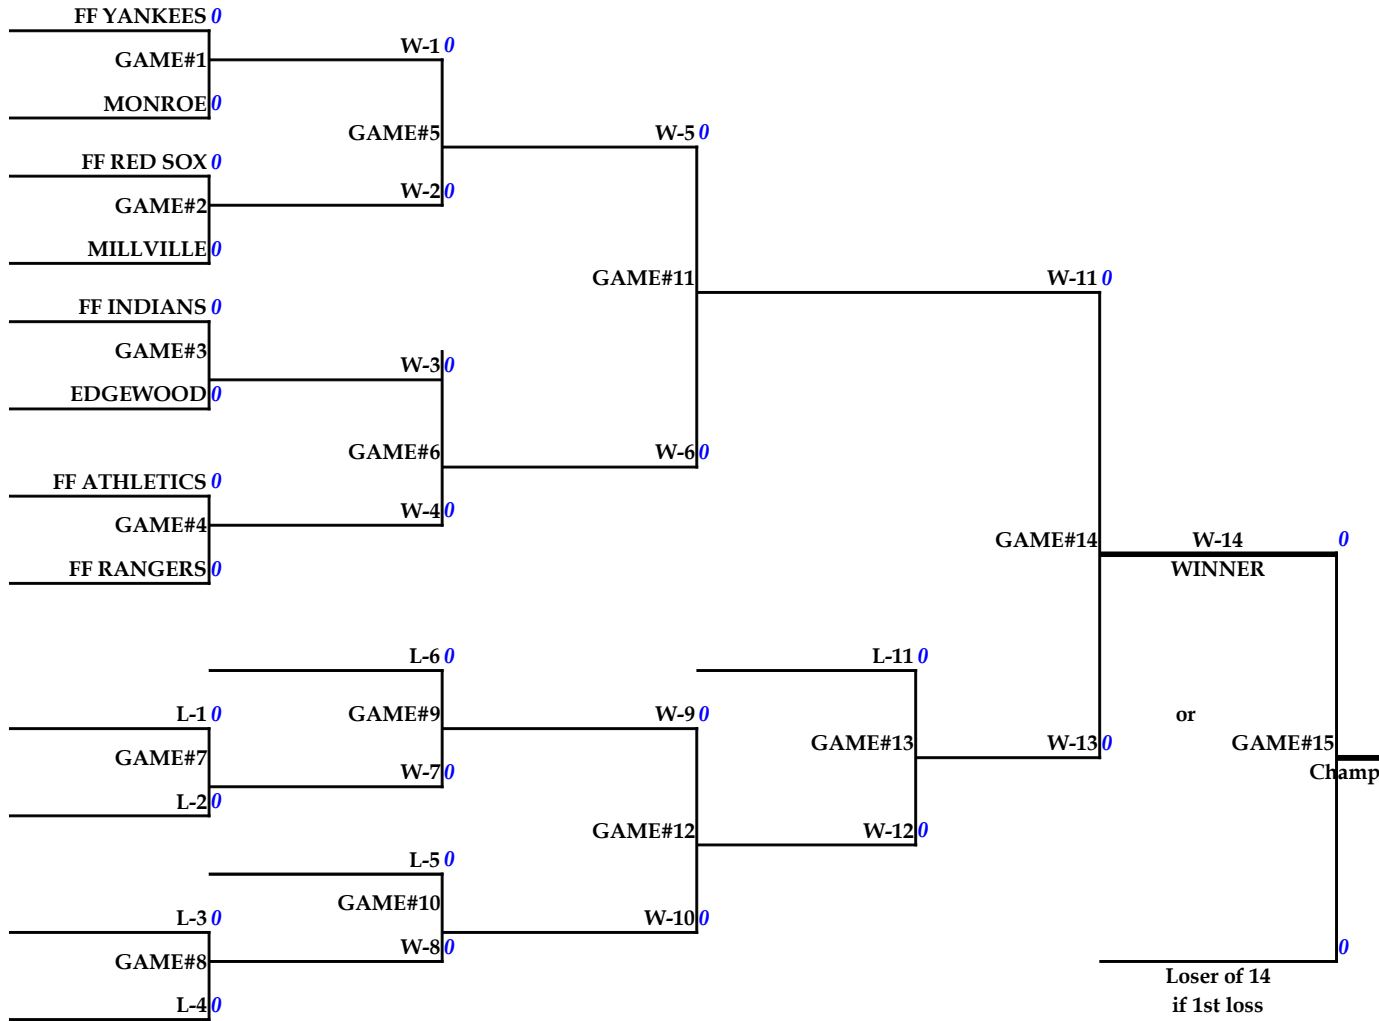 FF YANKEES 0
W-1 0
GAME#1
MONROE 0
GAME#5
W-5 0
FF RED SOX 0
W-2 0
GAME#2
MILLVILLE 0
GAME#11
W-11 0
FF INDIANS 0
GAME#3
W-3 0
EDGEWOOD 0
GAME#6
W-6 0
FF ATHLETICS 0
W-4 0
GAME#4
GAME#14
W-14
0
FF RANGERS 0
WINNER
L-6 0
L-11 0
L-1 0
GAME#9
W-9 0
or
GAME#13
W-13 0
GAME#15
GAME#7
W-7 0
Champ
L-2 0
GAME#12
W-12 0
L-5 0
GAME#10
L-3 0
W-10 0
W-8 0
0
GAME#8
Loser of 14
L-4 0
if 1st loss